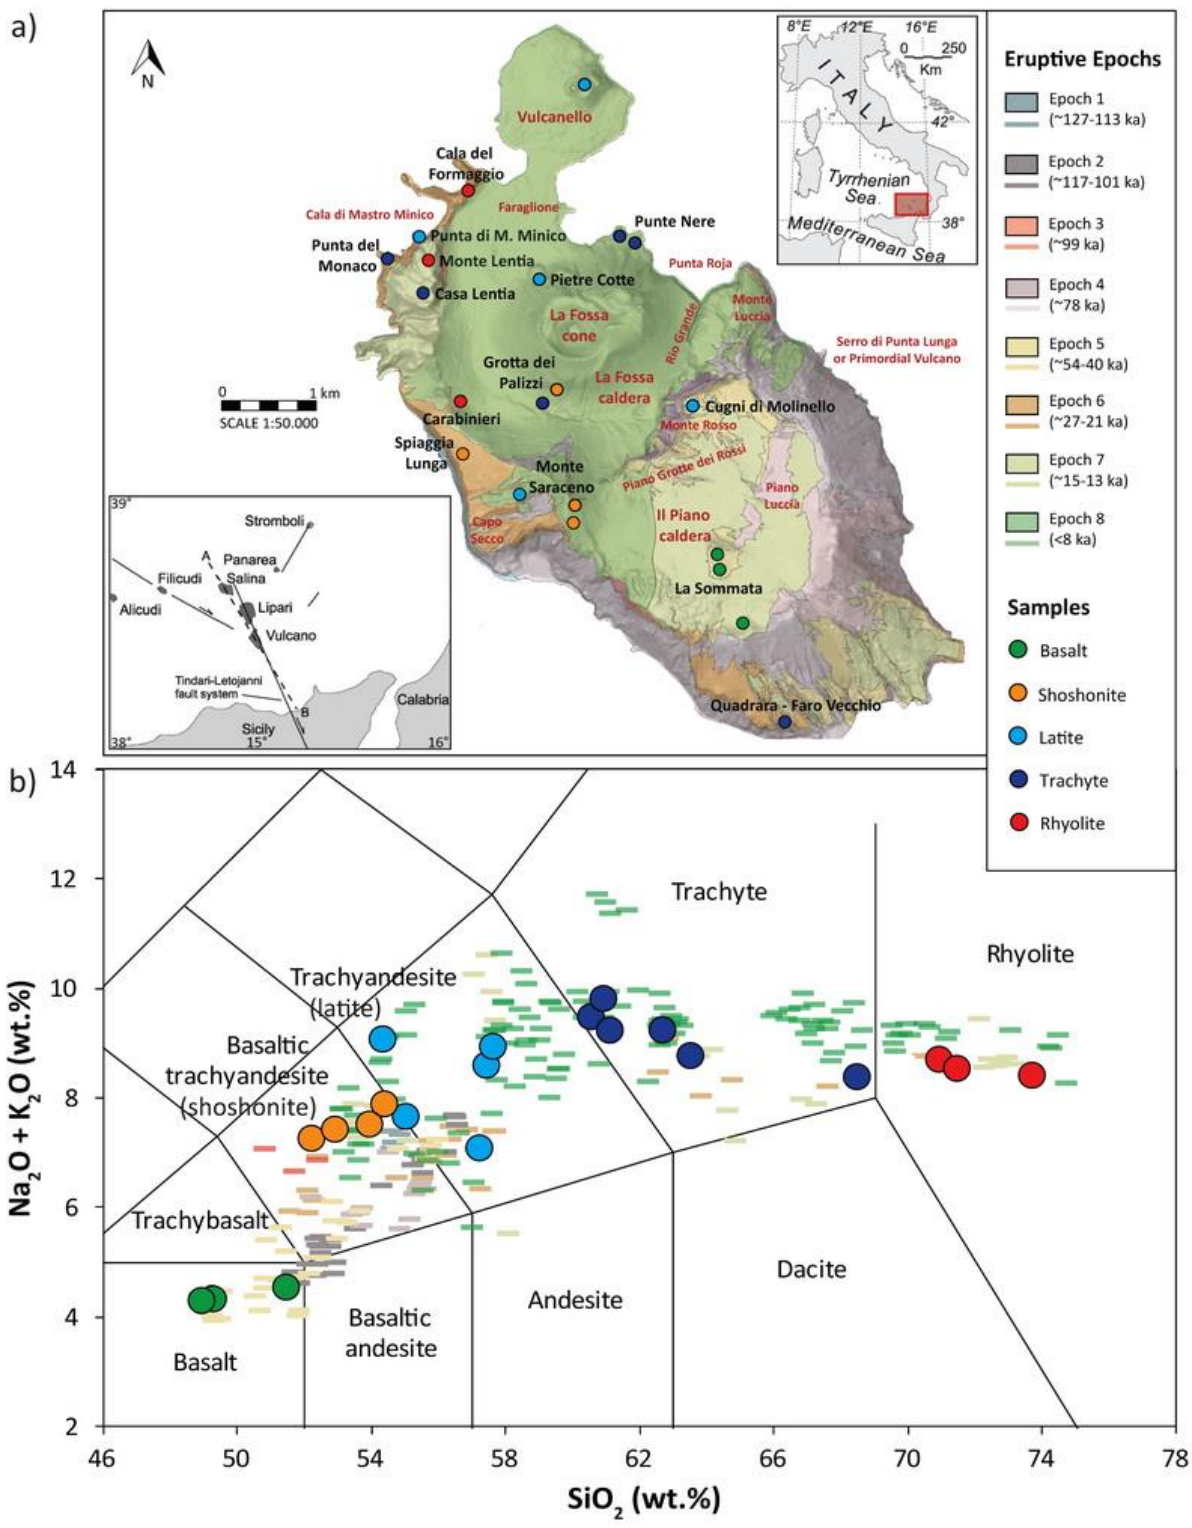 a)
N
Vulcanello
Cala del
Formaggio
Cala di Mastro Minico
Faraglione
Punta di M. Minico
Punte Nere
Punta del
Monaco
Monte Lentia
Punta Roja
Casa Lentia
Pietre Cotte
Monte
Luccia
La Fossa
cone
Rio Grande
Serro di Punta Lunga
or Primordial Vulcano
Grotta dei
Palizzi
La Fossa
caldera
0 1 km
SCALE 1:50.000
Carabinieri
Cugni di Molinello
Monte Rosso
Spiaggia
Lunga
Monte
Saraceno
Piano Grotte dei Rossi
Piano
Luccia
Capo
Secco
Il Piano
caldera
La Sommata
Quadrara - Faro Vecchio
8°E 12°E 16°E
0 250
Km
ITALY
42°
Tyrrhenian
Sea
38°
Mediterranean Sea
39°
Stromboli
A
Panarea
Filicudi
Salina
Alicudi
Lipari
Vulcano
Tindari-Letojanni
fault system
B
Calabria
Sicily
38° 15° 16°
Eruptive Epochs
Epoch 1
(~127-113 ka)
Epoch 2
(~117-101 ka)
Epoch 3
(~99 ka)
Epoch 4
(~78 ka)
Epoch 5
(~54-40 ka)
Epoch 6
(~27-21 ka)
Epoch 7
(~15-13 ka)
Epoch 8
(<8 ka)
Samples
Basalt
Shoshonite
Latite
Trachyte
Rhyolite
b)
14
12
10
8
6
4
2
Na₂O + K₂O (wt.%)
Trachyte
Rhyolite
Trachyandesite
(latite)
Basaltic
trachyandesite
(shoshonite)
Trachybasalt
Dacite
Andesite
Basaltic
andesite
Basalt
46 50 54 58 62 66 70 74 78
SiO₂ (wt.%)